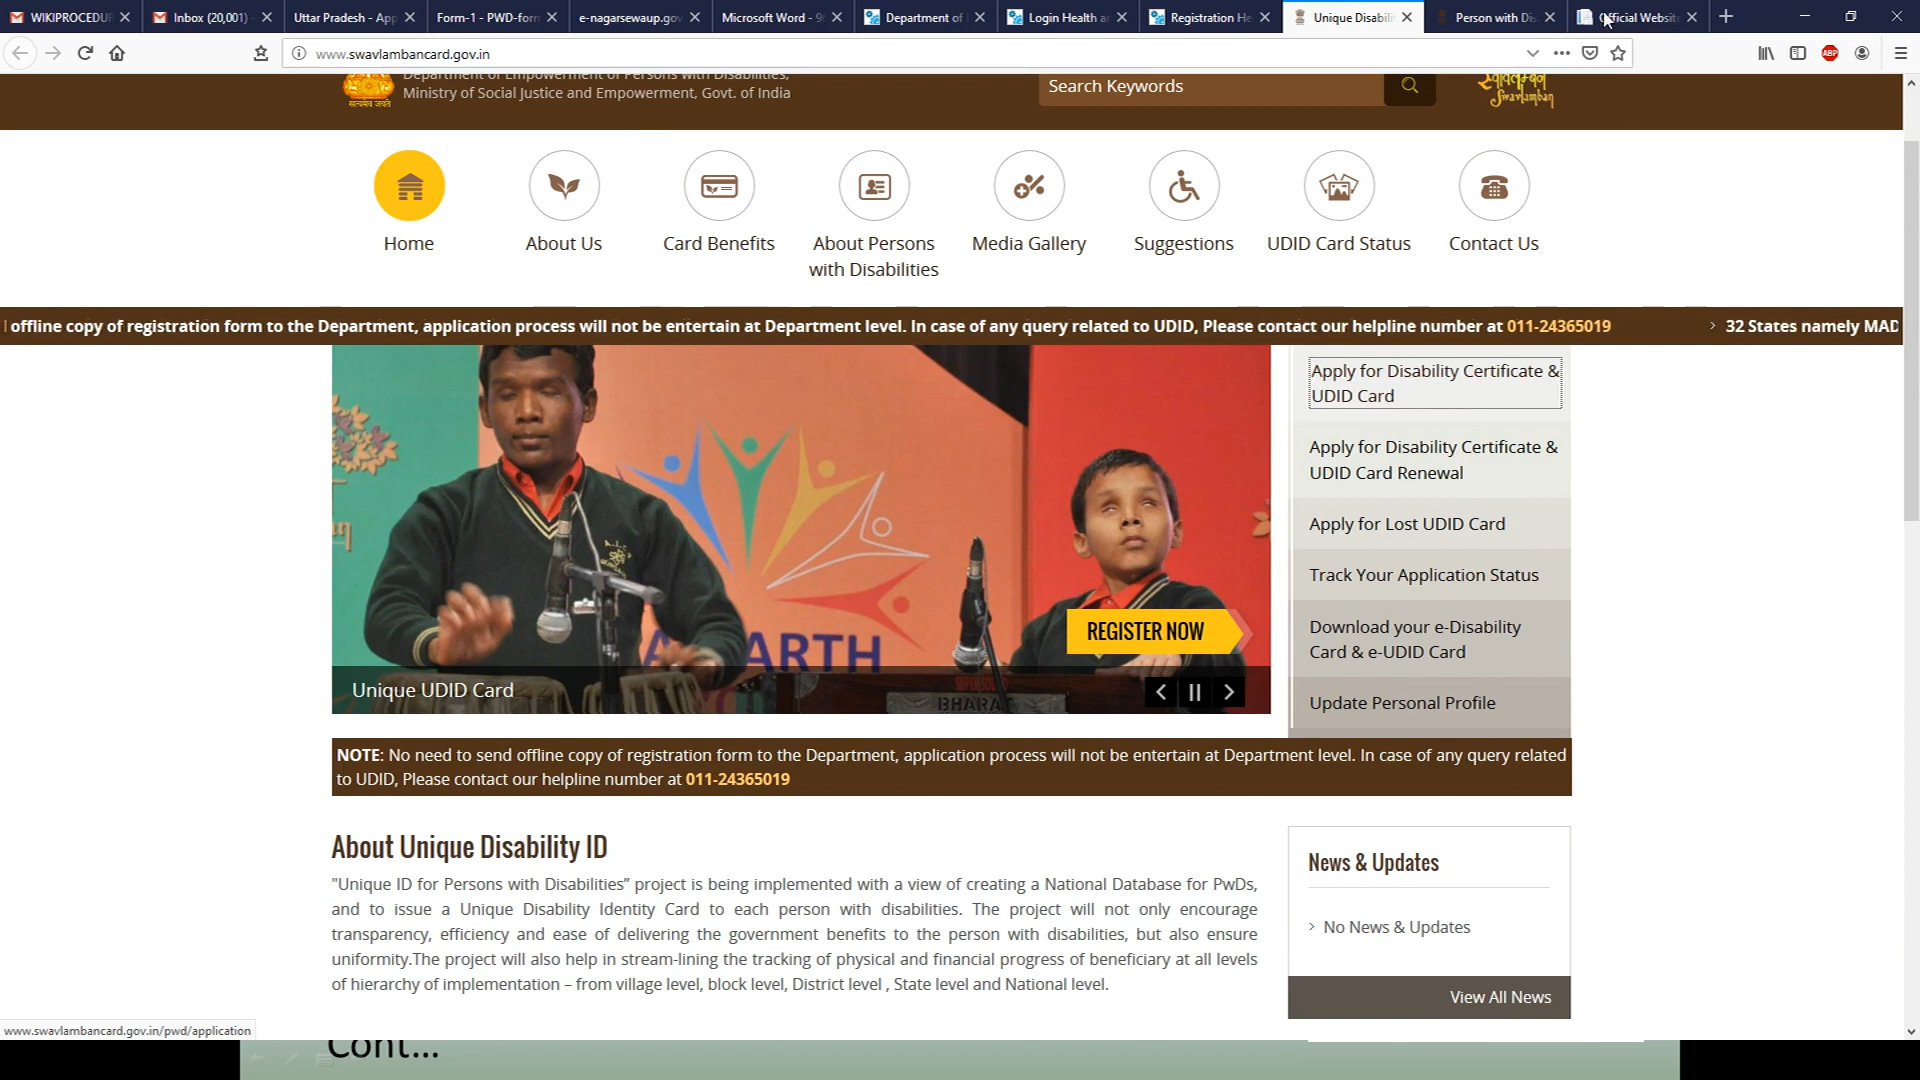 WIKIPROCEDU
Inbox (20,001) -
Uttar Pradesh - App
Form-1 - PWD-form
e-nagarsewaup.gov
Microsoft Word - 9
Department of
Login Health a
Registration He
Unique Disabili
Person with Dis
Official Website
www.swavlambancard.gov.in
ABP
Department of Empowerment of Persons with Disabilities,
Ministry of Social Justice and Empowerment, Govt. of India
सत्यमेव जयते
Search Keywords
स्वावलम्बन
Swavlamban
Home
About Us
Card Benefits
About Persons
with Disabilities
Media Gallery
Suggestions
UDID Card Status
Contact Us
offline copy of registration form to the Department, application process will not be entertain at Department level. In case of any query related to UDID, Please contact our helpline number at 011-24365019
32 States namely MAD
Apply for Disability Certificate &
UDID Card
Apply for Disability Certificate &
UDID Card Renewal
Apply for Lost UDID Card
Track Your Application Status
Download your e-Disability
Card & e-UDID Card
Update Personal Profile
ARTH
BHARAT
REGISTER NOW
Unique UDID Card
NOTE: No need to send offline copy of registration form to the Department, application process will not be entertain at Department level. In case of any query related
to UDID, Please contact our helpline number at 011-24365019
About Unique Disability ID
"Unique ID for Persons with Disabilities” project is being implemented with a view of creating a National Database for PwDs,
and to issue a Unique Disability Identity Card to each person with disabilities. The project will not only encourage
transparency, efficiency and ease of delivering the government benefits to the person with disabilities, but also ensure
uniformity.The project will also help in stream-lining the tracking of physical and financial progress of beneficiary at all levels
of hierarchy of implementation – from village level, block level, District level , State level and National level.
News & Updates
No News & Updates
View All News
www.swavlambancard.gov.in/pwd/application
Cont...